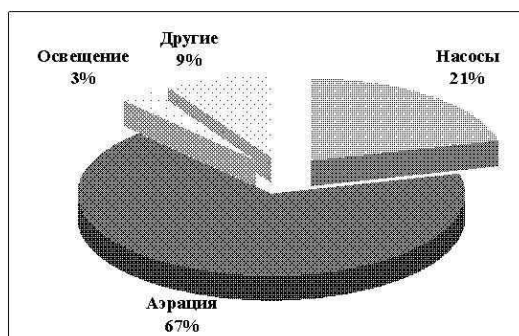 Другие
9%
Освещение
3%
Насосы
21%
Аэрация
67%